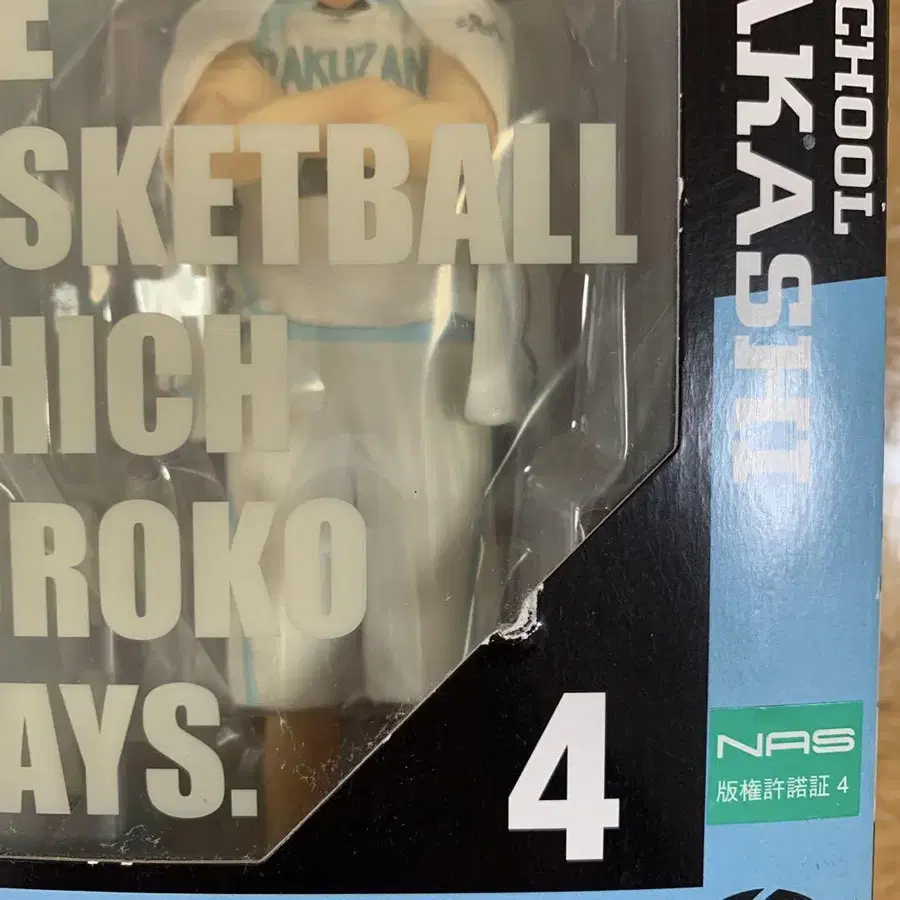 E
SKETBALL
HICH
ROKO
AYS.
RAKUZAN
CHOOL
AKASHI
4
NAS
版権許諾証 4